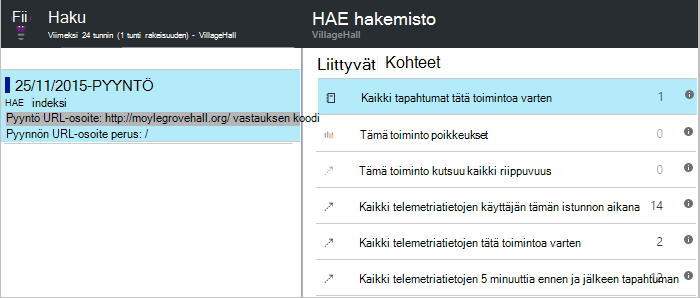 Fii
Haku
Viimeksi 24 tunnin (1 tunti rakeisuuden) - VillageHall
HAE hakemisto
VillageHall
25/11/2015-PYYNTÖ
HAE indeksi
Pyyntö URL-osoite: http://moylegrovehall.org/ vastauksen koodi
Pyynnön URL-osoite perus: /
Liittyvät Kohteet
Kaikki tapahtumat tätä toimintoa varten 1
Tämä toiminto poikkeukset 0
Tämä toiminto kutsuu kaikki riippuvuus 0
Kaikki telemetriatietojen käyttäjän tämän istunnon aikana 14
Kaikki telemetriatietojen tätä toimintoa varten 2
Kaikki telemetriatietojen 5 minuuttia ennen ja jälkeen tapahtuman